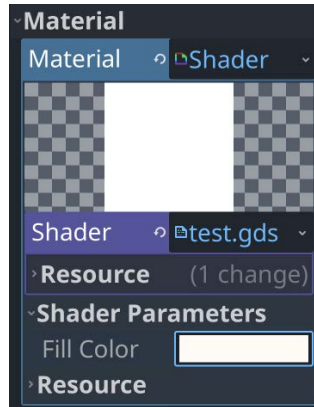 Material
Material Shader
Shader test.gds
Resource (1 change)
Shader Parameters
Fill Color
Resource